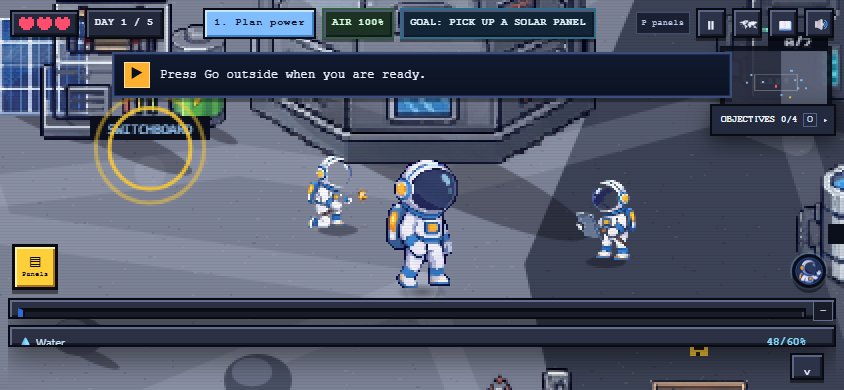 DAY 1 / 5
1. Plan power
AIR 100%
GOAL: PICK UP A SOLAR PANEL
P panels
Press Go outside when you are ready.
SWITCHBOARD
OBJECTIVES 0/4 O
Panels
Water
48/60%